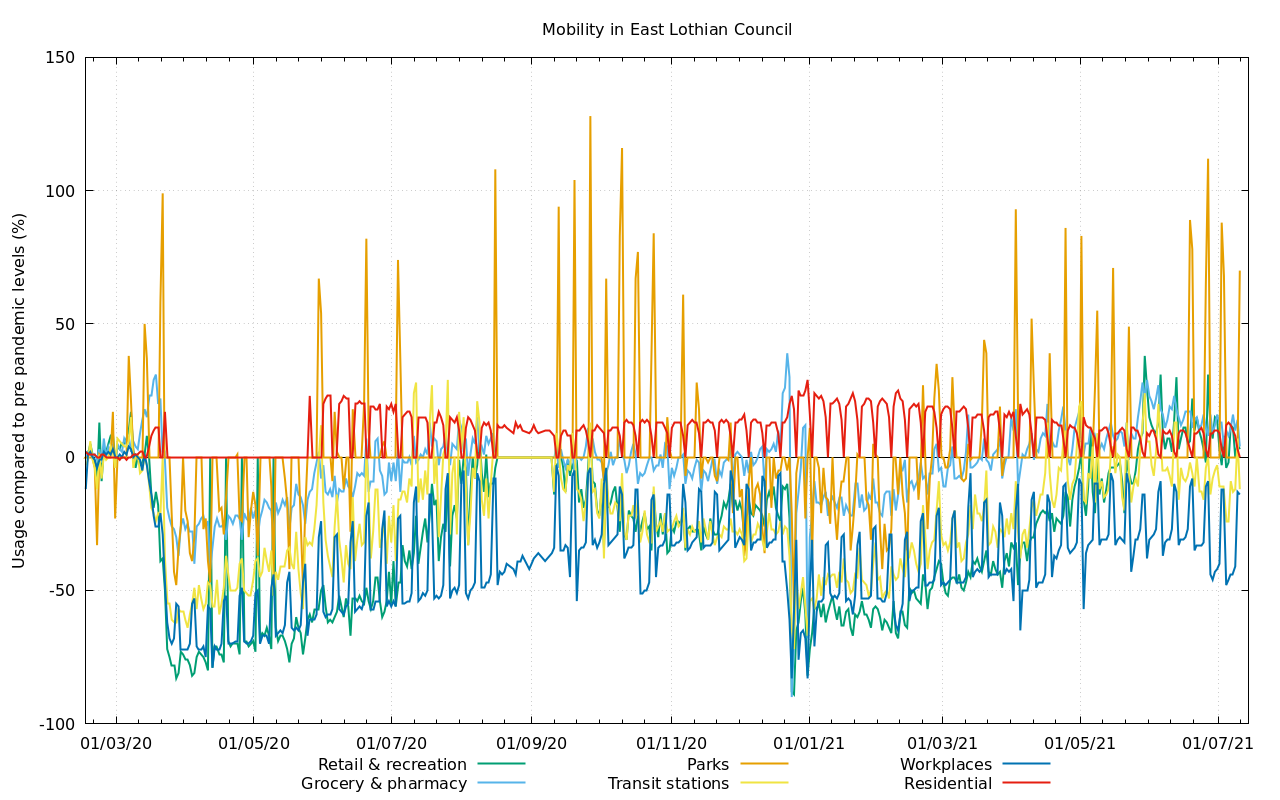 Mobility in East Lothian Council
Usage compared to pre pandemic levels (%)
150
100
50
0
-50
-100
01/03/20 01/05/20 01/07/20 01/09/20 01/11/20 01/01/21 01/03/21 01/05/21 01/07/21
Retail & recreation Parks Workplaces
Grocery & pharmacy Transit stations Residential